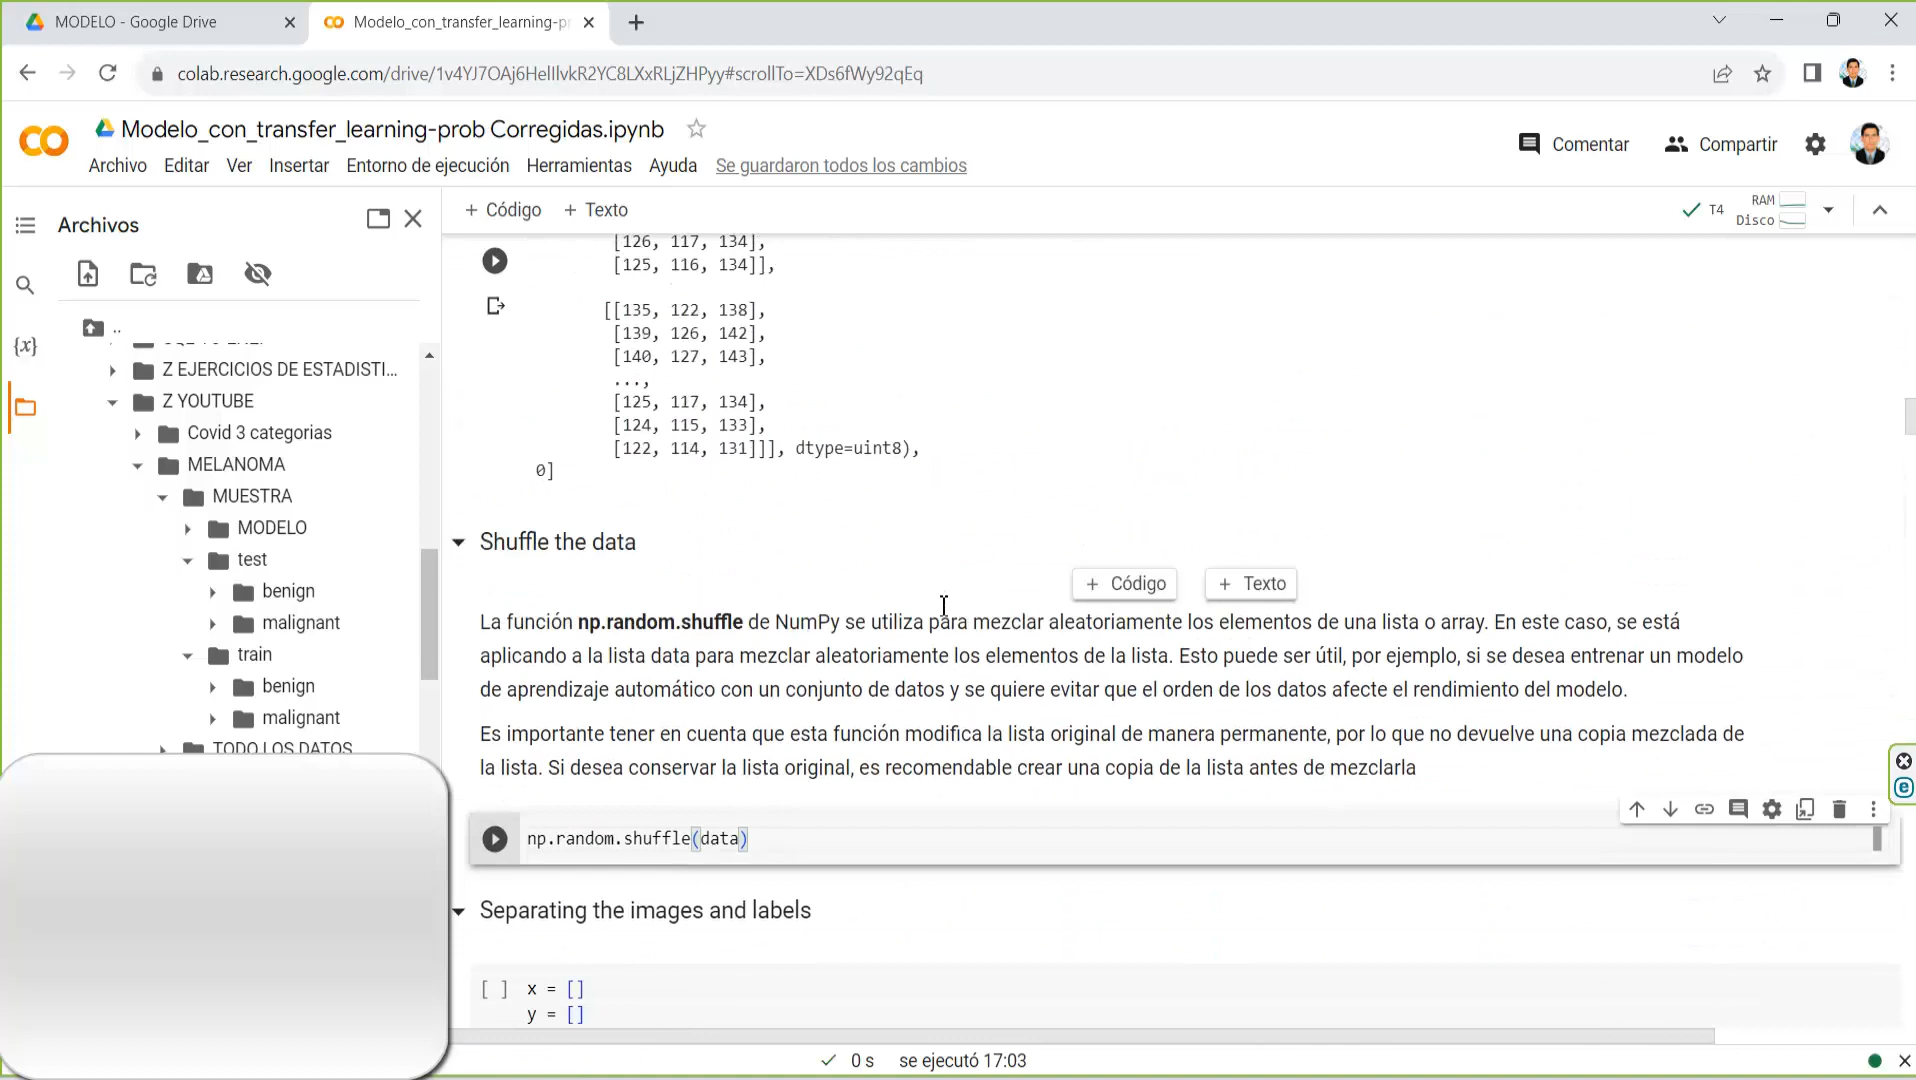 MODELO - Google Drive
Modelo_con_transfer_learning-pr
colab.research.google.com/drive/1v4YJ7OAj6HelIlvkR2YC8LXxRLjZHPyy#scrollTo=XDs6fWy92qEq
Modelo_con_transfer_learning-prob Corregidas.ipynb
Comentar
Compartir
Archivo Editar Ver Insertar Entorno de ejecución Herramientas Ayuda Se guardaron todos los cambios
Archivos
+ Código + Texto
T4
RAM
Disco
..
Z EJERCICIOS DE ESTADISTI...
Z YOUTUBE
Covid 3 categorias
MELANOMA
MUESTRA
MODELO
test
benign
malignant
train
benign
malignant
TODO LOS DATOS
{x}
[126, 117, 134],
[125, 116, 134]],
[[135, 122, 138],
[139, 126, 142],
[140, 127, 143],
...,
[125, 117, 134],
[124, 115, 133],
[122, 114, 131]]], dtype=uint8),
0]
Shuffle the data
+ Código + Texto
La función np.random.shuffle de NumPy se utiliza para mezclar aleatoriamente los elementos de una lista o array. En este caso, se está
aplicando a la lista data para mezclar aleatoriamente los elementos de la lista. Esto puede ser útil, por ejemplo, si se desea entrenar un modelo
de aprendizaje automático con un conjunto de datos y se quiere evitar que el orden de los datos afecte el rendimiento del modelo.
Es importante tener en cuenta que esta función modifica la lista original de manera permanente, por lo que no devuelve una copia mezclada de
la lista. Si desea conservar la lista original, es recomendable crear una copia de la lista antes de mezclarla
np.random.shuffle(data)
Separating the images and labels
[ ] x = []
y = []
0 s se ejecutó 17:03